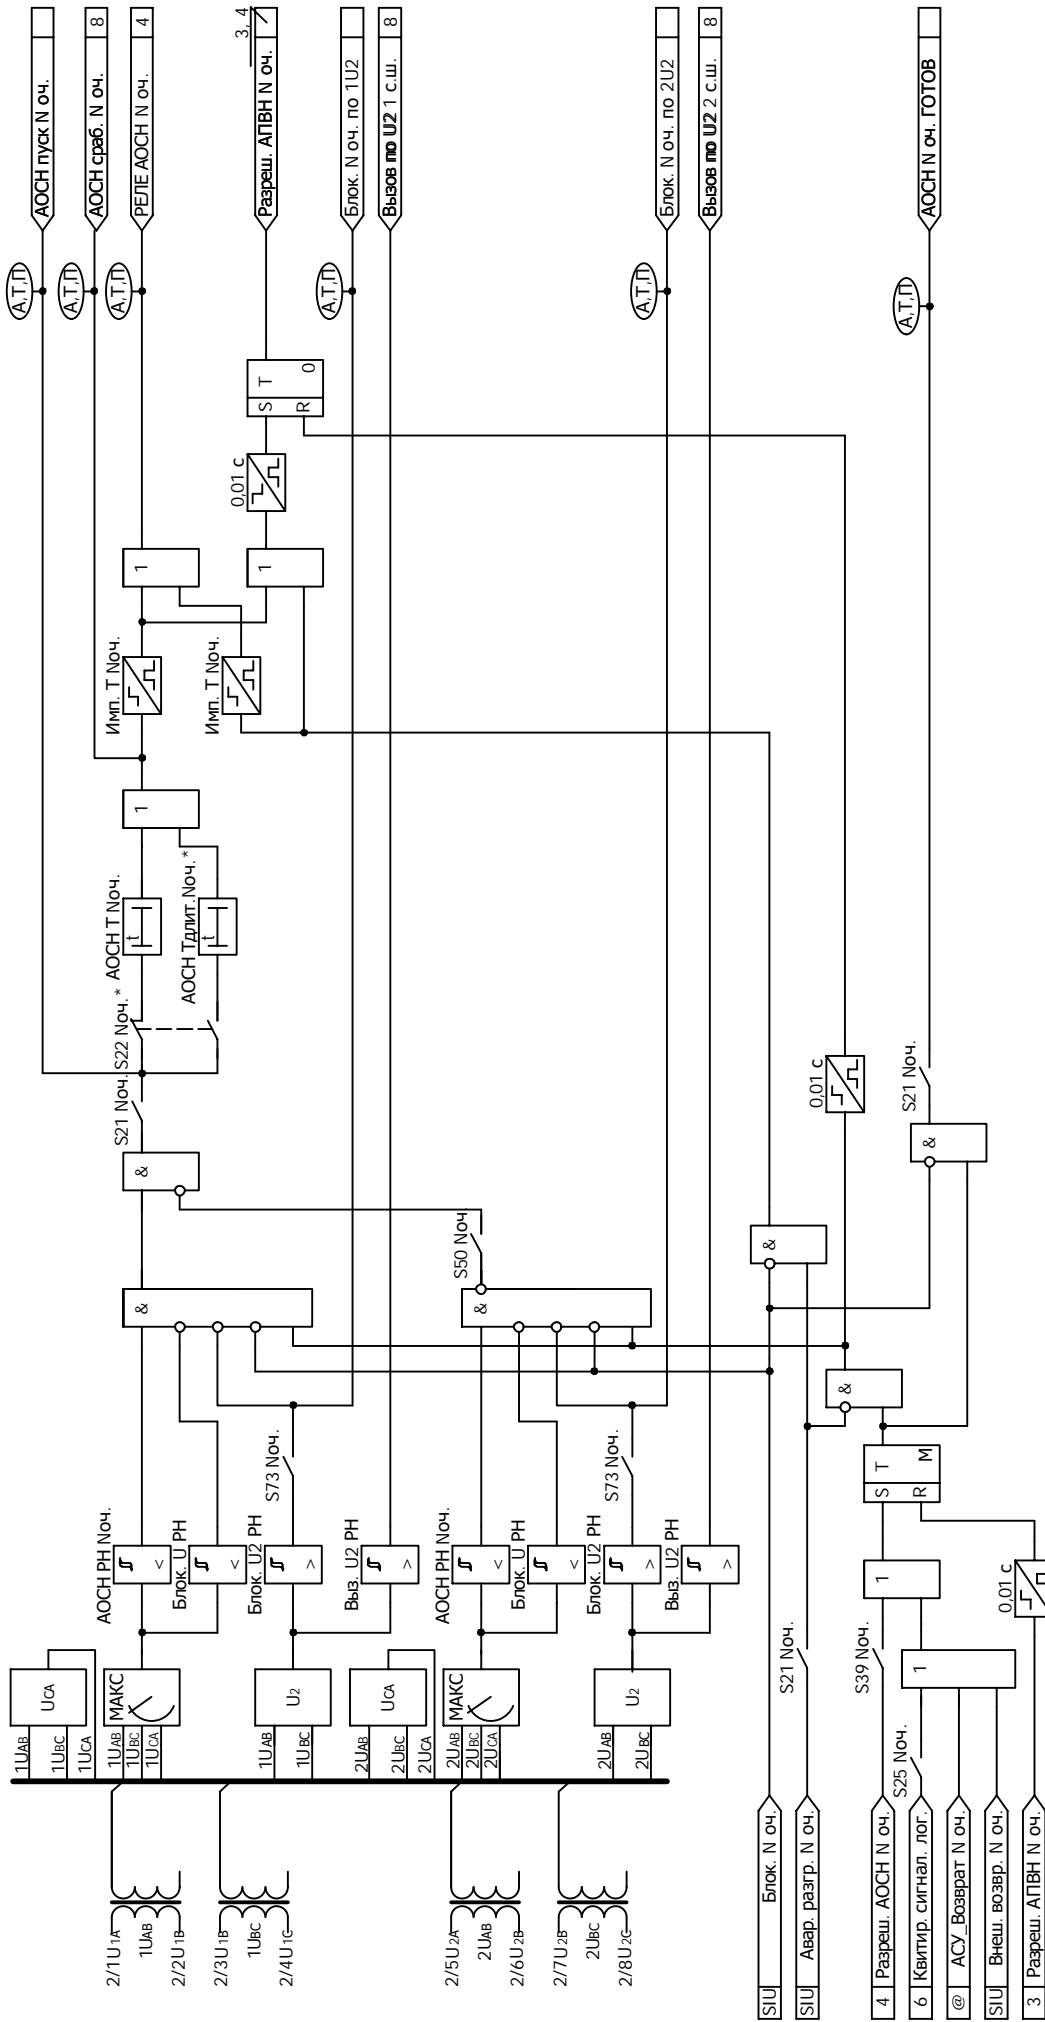 2/1U1A
1UAB
2/2U1B
2/3U1B
1UBC
2/4U1C
2/5U2A
2UAB
2/6U2B
2/7U2B
2UBC
2/8U2C
SIU Блок. N оч.
SIU Авар. разгр. N оч.
4 Разреш. АОСН N оч.
6 Квитир. сигнал. лог.
@ АСУ_Возврат N оч.
SIU Внеш. возвр. N оч.
3 Разреш. АПВН N оч.
1UAB
1UBC
1UCA
UCA
1UAB
1UBC
1UCA
МАКС
1UAB
1UBC
U2
2UAB
2UBC
2UCA
UCA
2UAB
2UBC
2UCA
МАКС
2UAB
2UBC
U2
S21 Nоч.
S39 Nоч.
S25 Nоч.
1
АОСН РН Nоч.
<
Блок. U РН
<
Блок. U2 РН
>
Выз. U2 РН
>
АОСН РН Nоч.
<
Блок. U РН
<
Блок. U2 РН
>
Выз. U2 РН
>
1
0,01 с
S73 Nоч.
S73 Nоч.
S T
R M
&
&
&
&
S50 Nоч.
&
&
S21 Nоч.
0,01 с
S21 Nоч.
S22 Nоч. *
АОСН Т Nоч.
t
АОСН Тдлит. Nоч. *
t
1
Имп. Т Nоч.
Имп. Т Nоч.
1
1
0,01 с
S T
R 0
А,Т,П
А,Т,П
А,Т,П
А,Т,П
А,Т,П
А,Т,П
АОСН пуск N оч.
АОСН сраб. N оч. 8
РЕЛЕ АОСН N оч. 4
Разреш. АПВН N оч. 3, 4
Блок. N оч. по 1U2
Вызов по U2 1 с.ш. 8
Блок. N оч. по 2U2
Вызов по U2 2 с.ш. 8
АОСН N оч. ГОТОВ